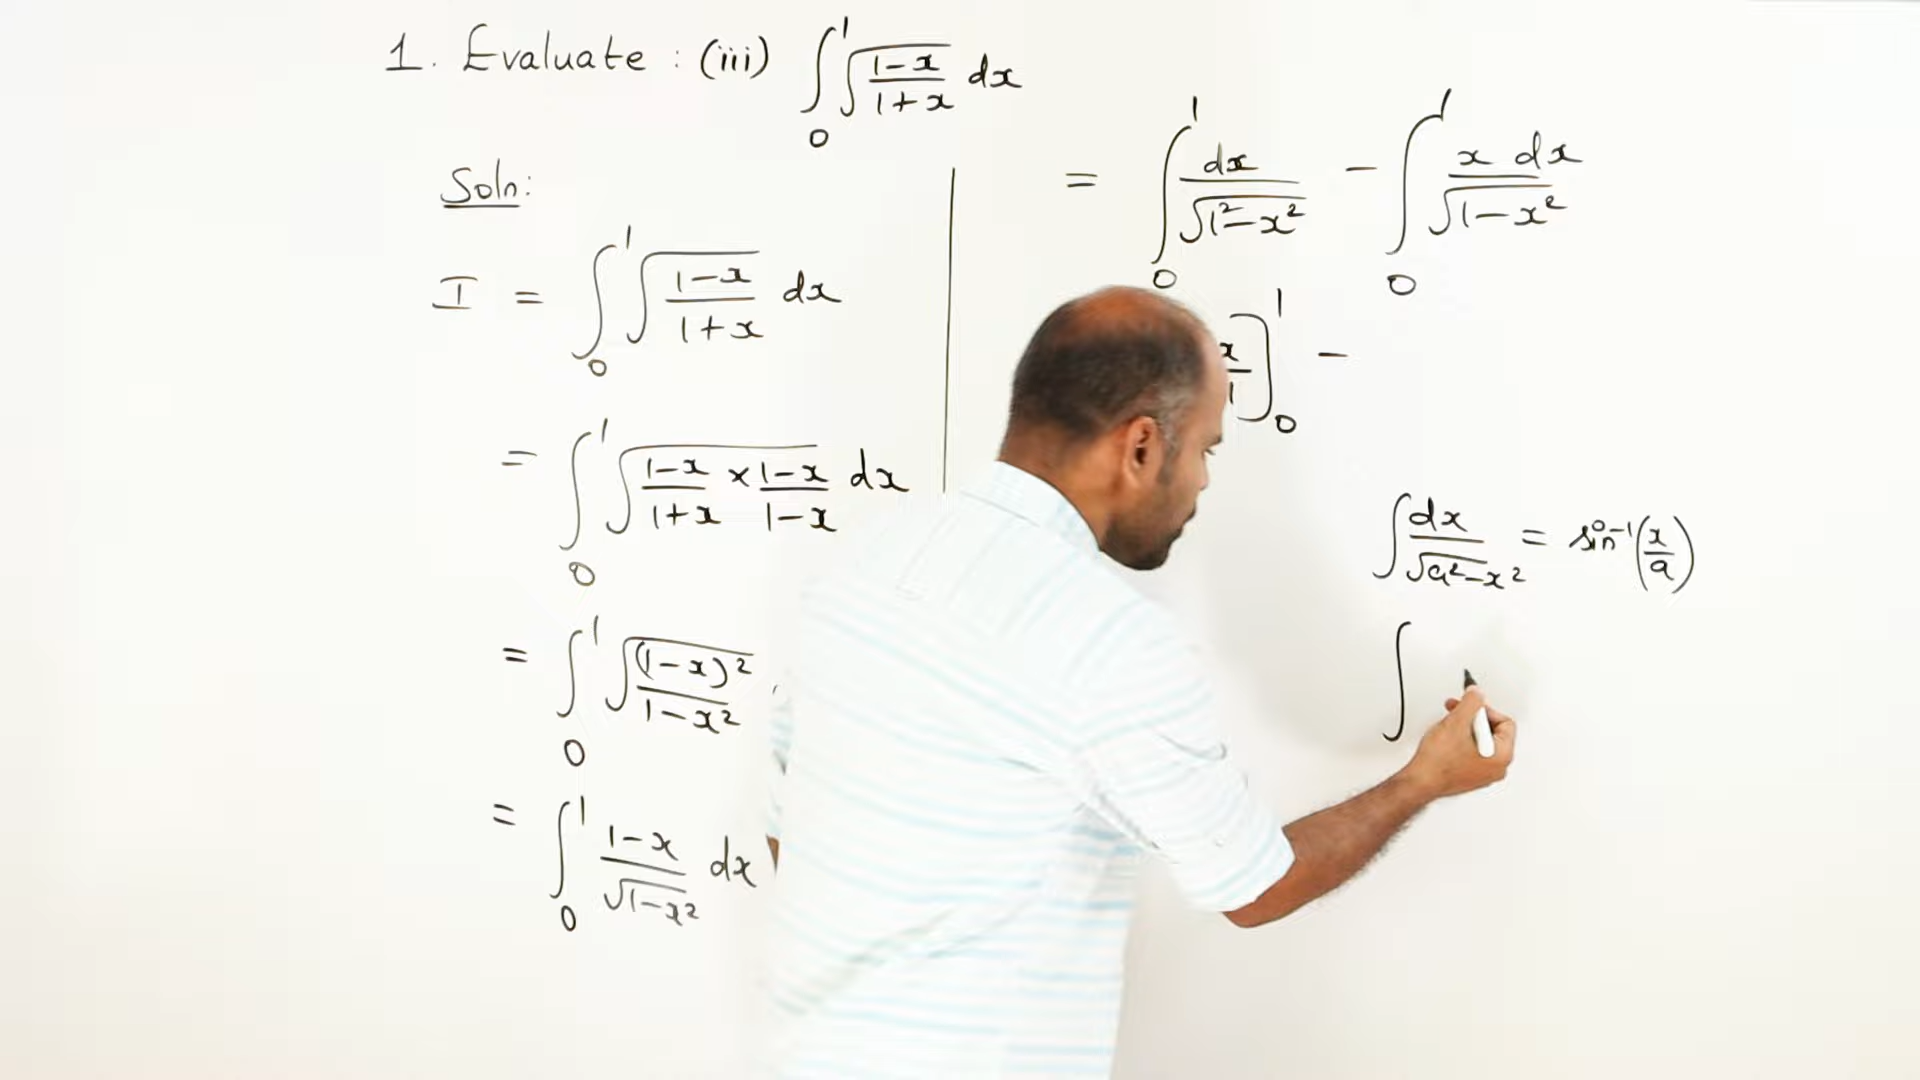 1. Evaluate : (iii) ∫₀¹ √((1-x)/(1+x)) dx
Soln:
I = ∫₀¹ √((1-x)/(1+x)) dx
= ∫₀¹ √((1-x)/(1+x) × (1-x)/(1-x)) dx
= ∫₀¹ √((1-x)²/(1-x²))
= ∫₀¹ (1-x)/√(1-x²) dx
= ∫₀¹ dx/√(1²-x²) - ∫₀¹ x dx/√(1-x²)
x/1 ]₀¹ -
∫ dx/√(a²-x²) = sin⁻¹(x/a)
∫